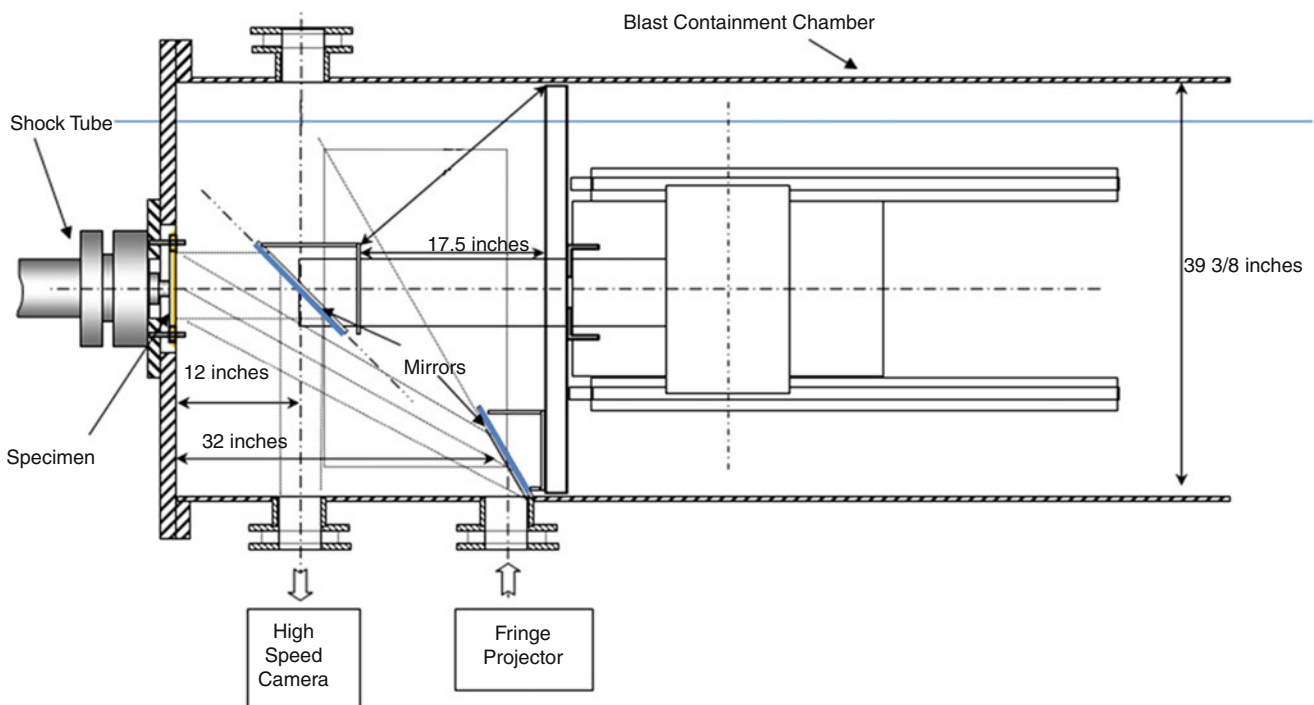 Blast Containment Chamber
Shock Tube
17.5 inches
39 3/8 inches
Mirrors
12 inches
32 inches
Specimen
High
Speed
Camera
Fringe
Projector